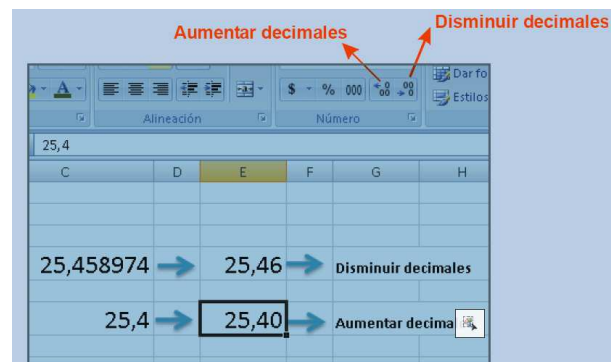 Aumentar decimales
Disminuir decimales
A
$ % 000
Dar fo
Estilos
Alineación
Número
25,4
C D E F G H
25,458974 25,46 Disminuir decimales
25,4 25,40 Aumentar decima